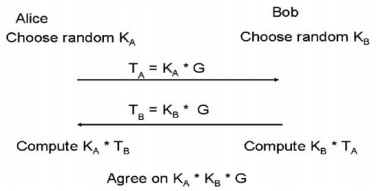 Alice
Bob
Choose random K_A
Choose random K_B
T_A = K_A * G
T_B = K_B * G
Compute K_A * T_B
Compute K_B * T_A
Agree on K_A * K_B * G